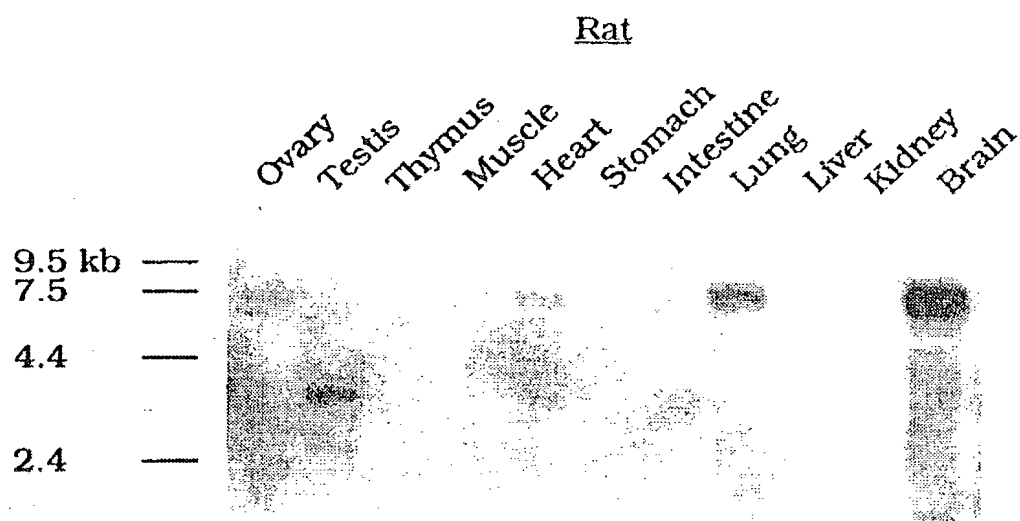 Rat
Ovary
Testis
Thymus
Muscle
Heart
Stomach
Intestine
Lung
Liver
Kidney
Brain
9.5 kb
7.5
4.4
2.4